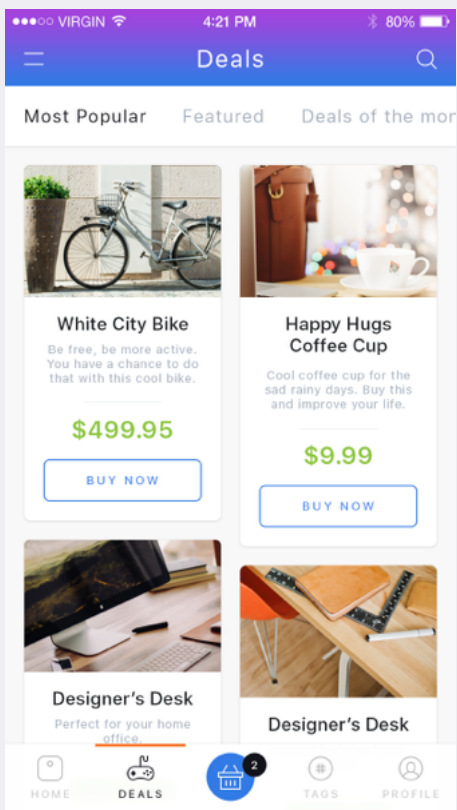 VIRGIN 4:21 PM 80%
Deals
Most Popular Featured Deals of the mon
White City Bike
Be free, be more active.
You have a chance to do
that with this cool bike.
$499.95
BUY NOW
Happy Hugs
Coffee Cup
Cool coffee cup for the
sad rainy days. Buy this
and improve your life.
$9.99
BUY NOW
Designer's Desk
Perfect for your home
office.
Designer's Desk
2
#
HOME DEALS TAGS PROFILE